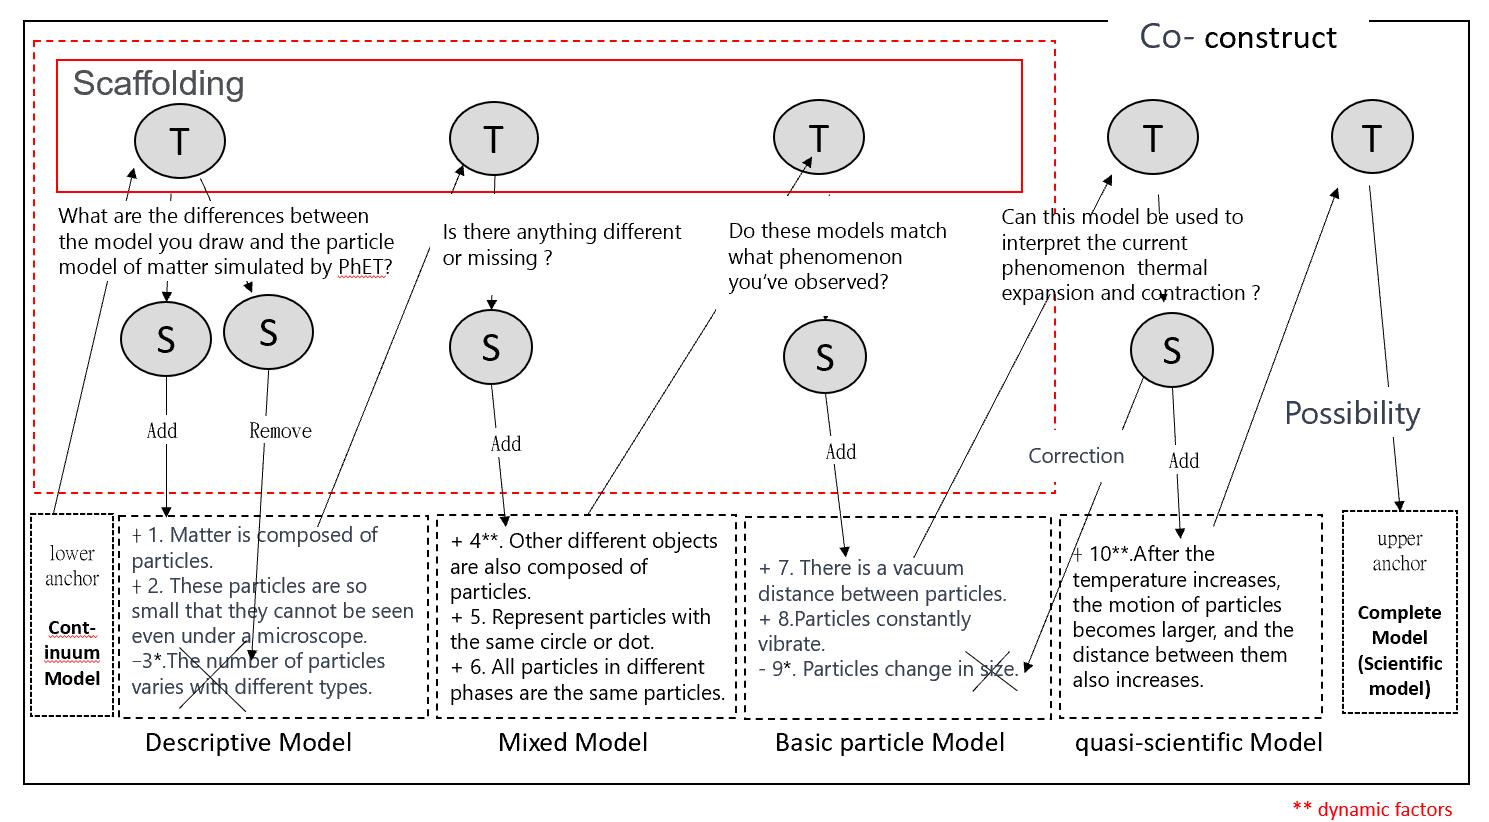 Co- construct
Scaffolding
T
T
T
T
T
What are the differences between
the model you draw and the particle
model of matter simulated by PhET?
Is there anything different
or missing ?
Do these models match
what phenomenon
you've observed?
Can this model be used to
interpret the current
phenomenon thermal
expansion and contraction ?
S
S
S
S
S
Add
Remove
Add
Add
Correction
Add
Possibility
lower
anchor
Cont-
inuum
Model
+ 1. Matter is composed of
particles.
+ 2. These particles are so
small that they cannot be seen
even under a microscope.
−3*.The number of particles
varies with different types.
+ 4**. Other different objects
are also composed of
particles.
+ 5. Represent particles with
the same circle or dot.
+ 6. All particles in different
phases are the same particles.
+ 7. There is a vacuum
distance between particles.
+ 8.Particles constantly
vibrate.
- 9*. Particles change in size.
+ 10**.After the
temperature increases,
the motion of particles
becomes larger, and the
distance between them
also increases.
upper
anchor
Complete
Model
(Scientific
model)
Descriptive Model
Mixed Model
Basic particle Model
quasi-scientific Model
** dynamic factors